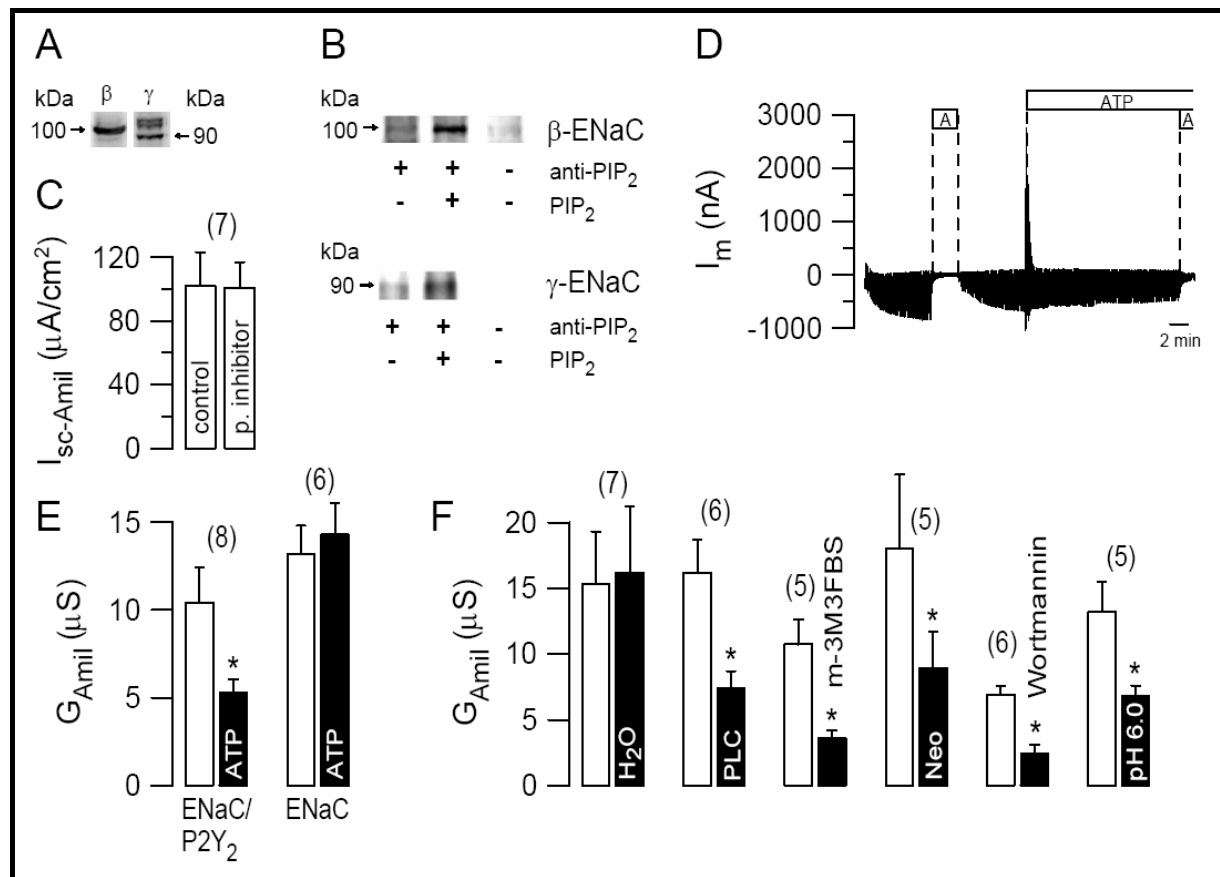 A
β γ
kDa kDa
100 90
B
kDa
100 β-ENaC
+ + - anti-PIP2
- + - PIP2
kDa
90 γ-ENaC
+ + - anti-PIP2
- + - PIP2
C
(7)
Isc-Amil (µA/cm2)
120
80
40
0
control
p. inhibitor
D
Im (nA)
3000
2000
1000
0
-1000
A
ATP
A
2 min
E
GAmil (µS)
15
10
5
0
(8)
*
ATP
(6)
ATP
ENaC/
P2Y2
ENaC
F
GAmil (µS)
20
15
10
5
0
(7)
H2O
(6)
*
PLC
(5)
*
m-3M3FBS
(5)
*
Neo
(6)
*
Wortmannin
(5)
*
pH 6.0